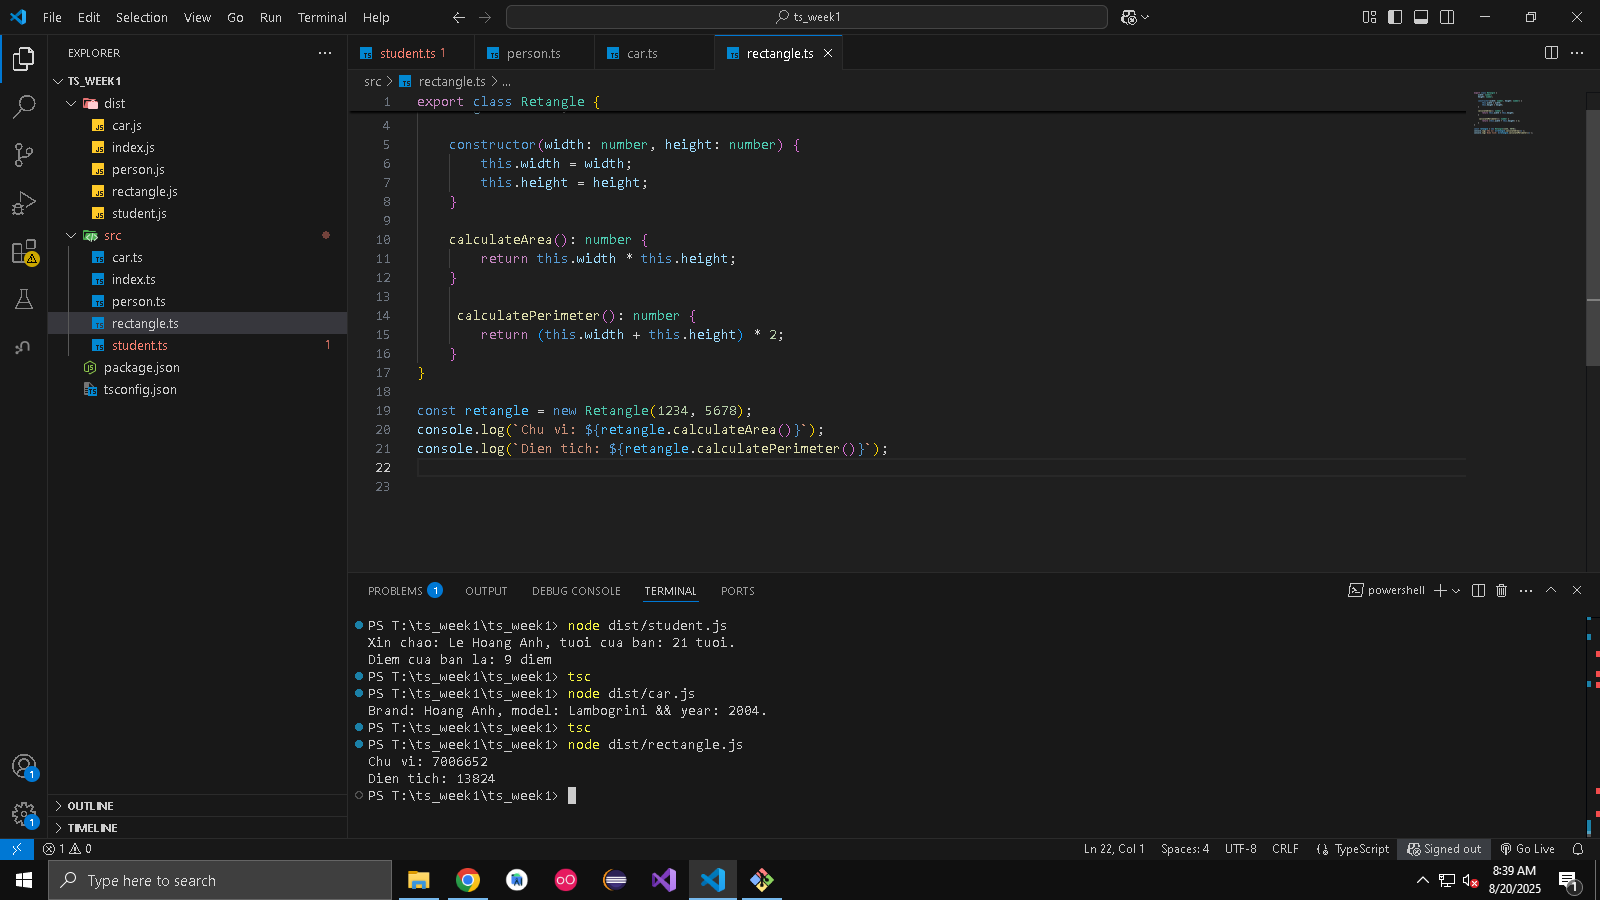 File Edit Selection View Go Run Terminal Help
ts_week1
EXPLORER
student.ts 1
person.ts
car.ts
rectangle.ts
TS_WEEK1
dist
car.js
index.js
person.js
rectangle.js
student.js
src
car.ts
index.ts
person.ts
rectangle.ts
student.ts 1
package.json
tsconfig.json
OUTLINE
TIMELINE
src > rectangle.ts > ...
1 export class Retangle {
4
5 constructor(width: number, height: number) {
6 this.width = width;
7 this.height = height;
8 }
9
10 calculateArea(): number {
11 return this.width * this.height;
12 }
13
14 calculatePerimeter(): number {
15 return (this.width + this.height) * 2;
16 }
17 }
18
19 const retangle = new Retangle(1234, 5678);
20 console.log(`Chu vi: ${retangle.calculateArea()}`);
21 console.log(`Dien tich: ${retangle.calculatePerimeter()}`);
22
23
PROBLEMS 1 OUTPUT DEBUG CONSOLE TERMINAL PORTS
powershell
PS T:\ts_week1\ts_week1> node dist/student.js
Xin chao: Le Hoang Anh, tuoi cua ban: 21 tuoi.
Diem cua ban la: 9 diem
PS T:\ts_week1\ts_week1> tsc
PS T:\ts_week1\ts_week1> node dist/car.js
Brand: Hoang Anh, model: Lambogrini && year: 2004.
PS T:\ts_week1\ts_week1> tsc
PS T:\ts_week1\ts_week1> node dist/rectangle.js
Chu vi: 7006652
Dien tich: 13824
PS T:\ts_week1\ts_week1>
1 0
Ln 22, Col 1 Spaces: 4 UTF-8 CRLF TypeScript Signed out Go Live
Type here to search
8:39 AM
8/20/2025
1